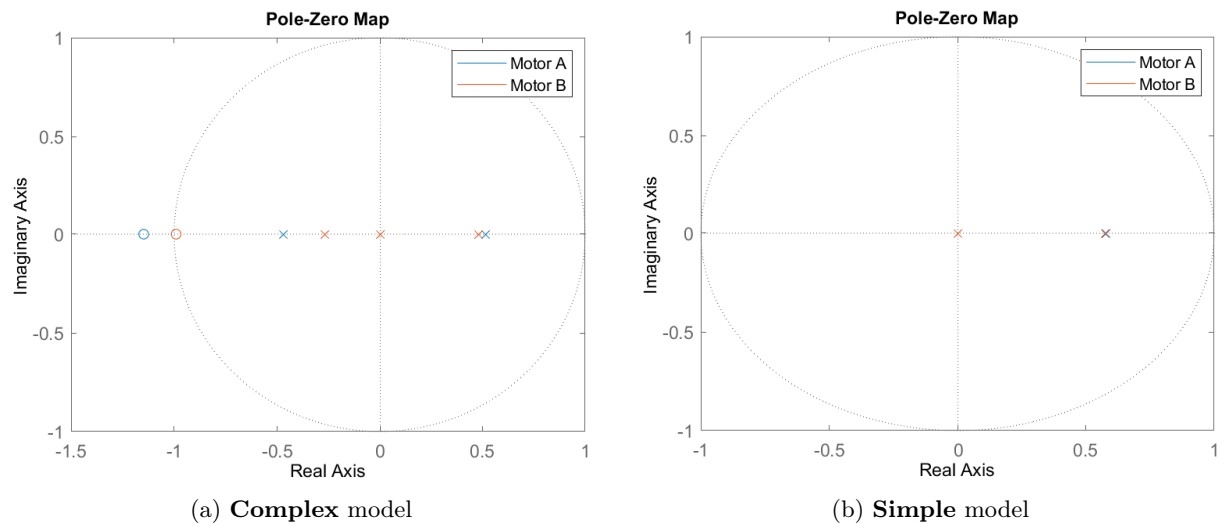 Pole-Zero Map
1
Motor A
Motor B
0.5
Imaginary Axis
0
-0.5
-1
-1.5
-1
-0.5
0
0.5
1
Real Axis
(a) Complex model
Pole-Zero Map
1
Motor A
Motor B
0.5
Imaginary Axis
0
-0.5
-1
-1
-0.5
0
0.5
1
Real Axis
(b) Simple model